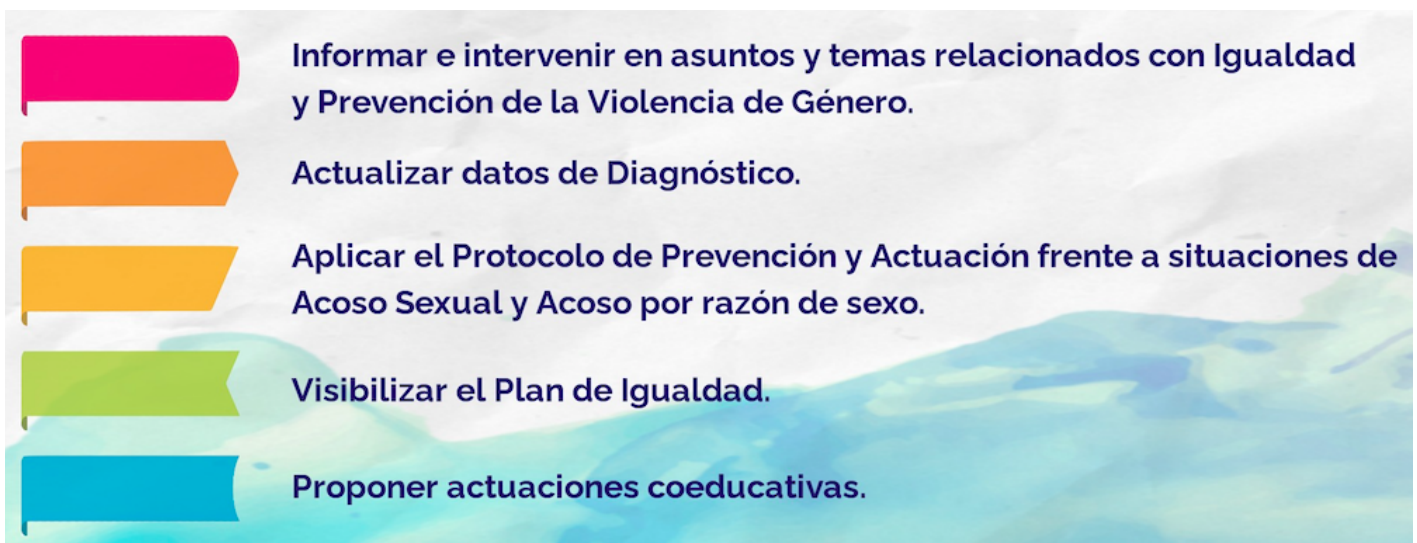 Informar e intervenir en asuntos y temas relacionados con Igualdad
y Prevención de la Violencia de Género.
Actualizar datos de Diagnóstico.
Aplicar el Protocolo de Prevención y Actuación frente a situaciones de
Acoso Sexual y Acoso por razón de sexo.
Visibilizar el Plan de Igualdad.
Proponer actuaciones coeducativas.